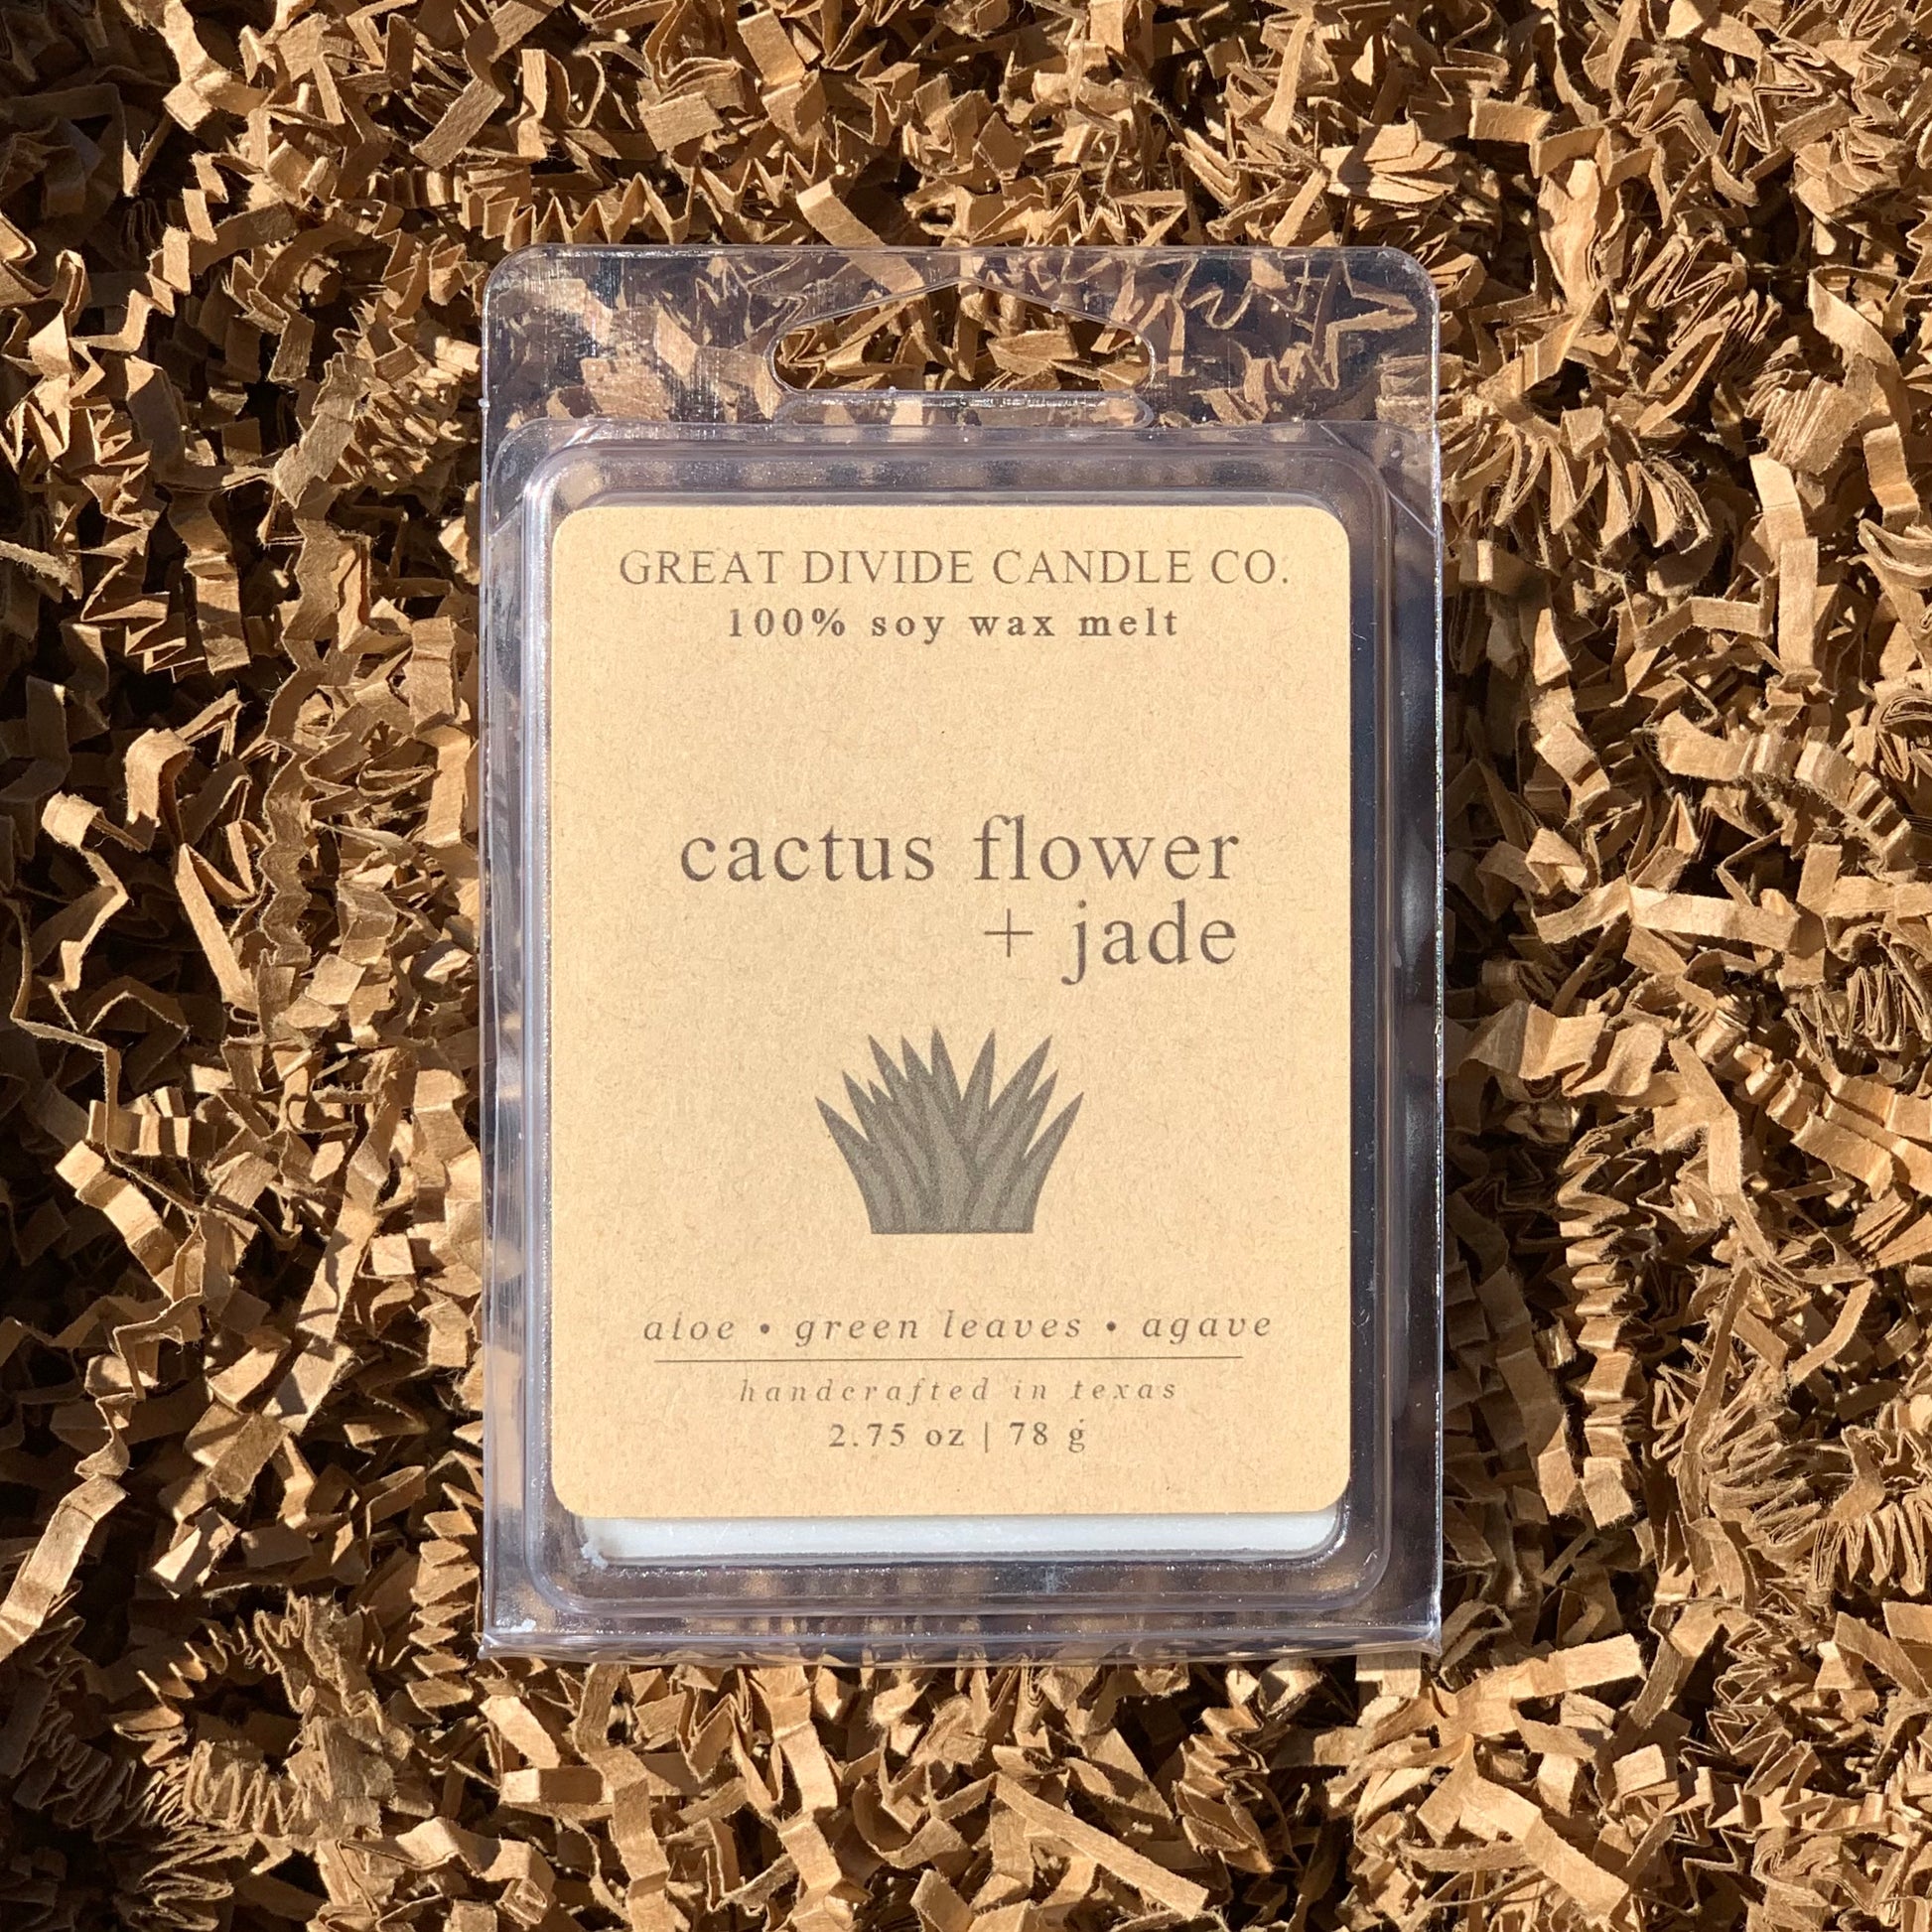 GREAT DIVIDE CANDLE CO.
100% soy wax melt
cactus flower
+ jade
aloe • green leaves • agave
handcrafted in texas
2.75 oz | 78 g